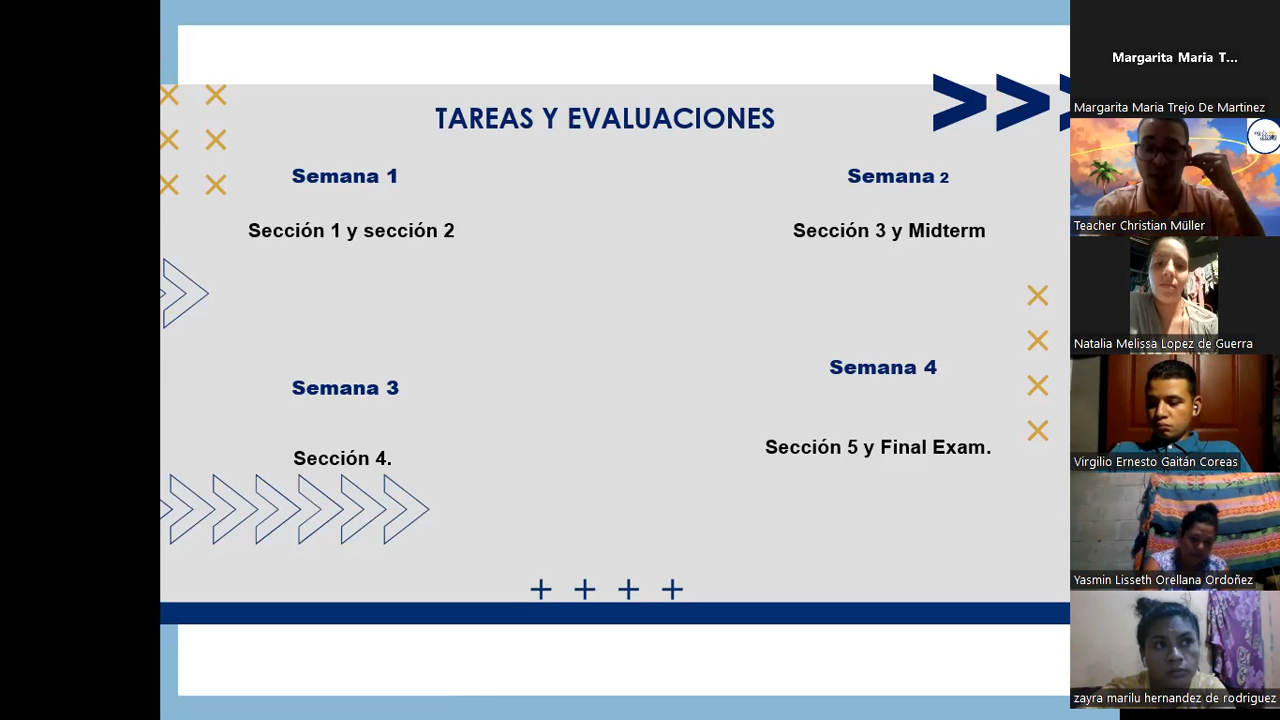 TAREAS Y EVALUACIONES
Semana 1
Semana 2
Sección 1 y sección 2
Sección 3 y Midterm
Semana 3
Semana 4
Sección 4.
Sección 5 y Final Exam.
Margarita Maria T...
Margarita Maria Trejo De Martinez
Teacher Christian Müller
Natalia Melissa Lopez de Guerra
Virgilio Ernesto Gaitán Coreas
Yasmin Lisseth Orellana Ordoñez
zayra marilu hernandez de rodriguez